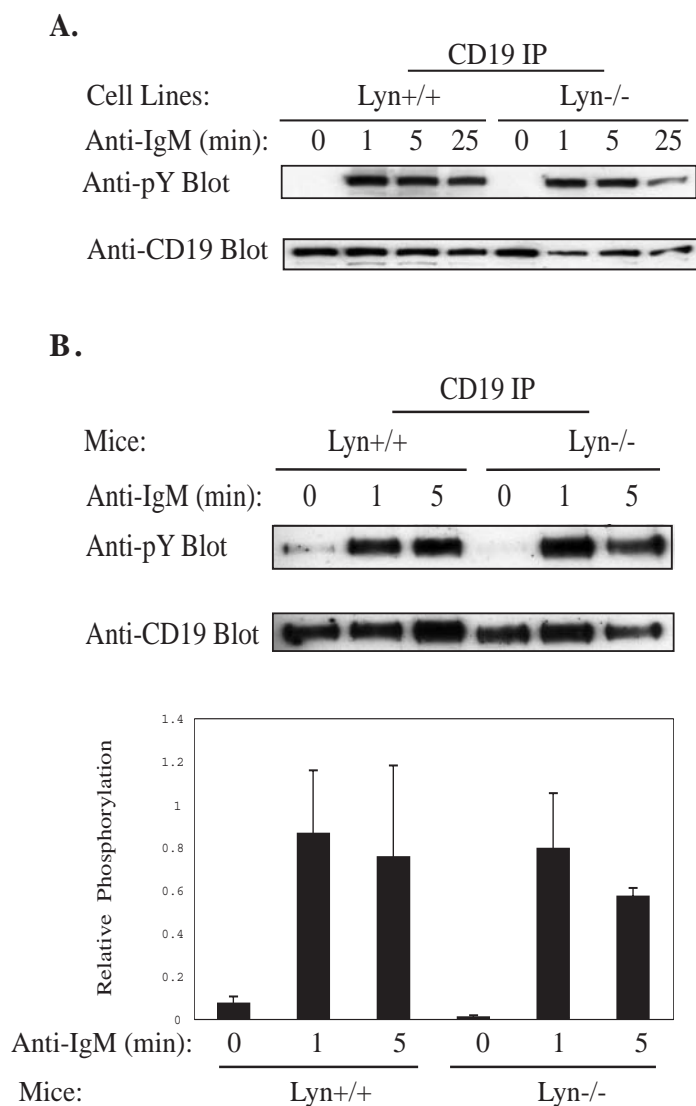 A.
CD19 IP
Cell Lines: Lyn+/+ Lyn-/-
Anti-IgM (min): 0 1 5 25 0 1 5 25
Anti-pY Blot
Anti-CD19 Blot
B.
CD19 IP
Mice: Lyn+/+ Lyn-/-
Anti-IgM (min): 0 1 5 0 1 5
Anti-pY Blot
Anti-CD19 Blot
Relative Phosphorylation
1.4
1.2
1
0.8
0.6
0.4
0.2
0
Anti-IgM (min): 0 1 5 0 1 5
Mice: Lyn+/+ Lyn-/-